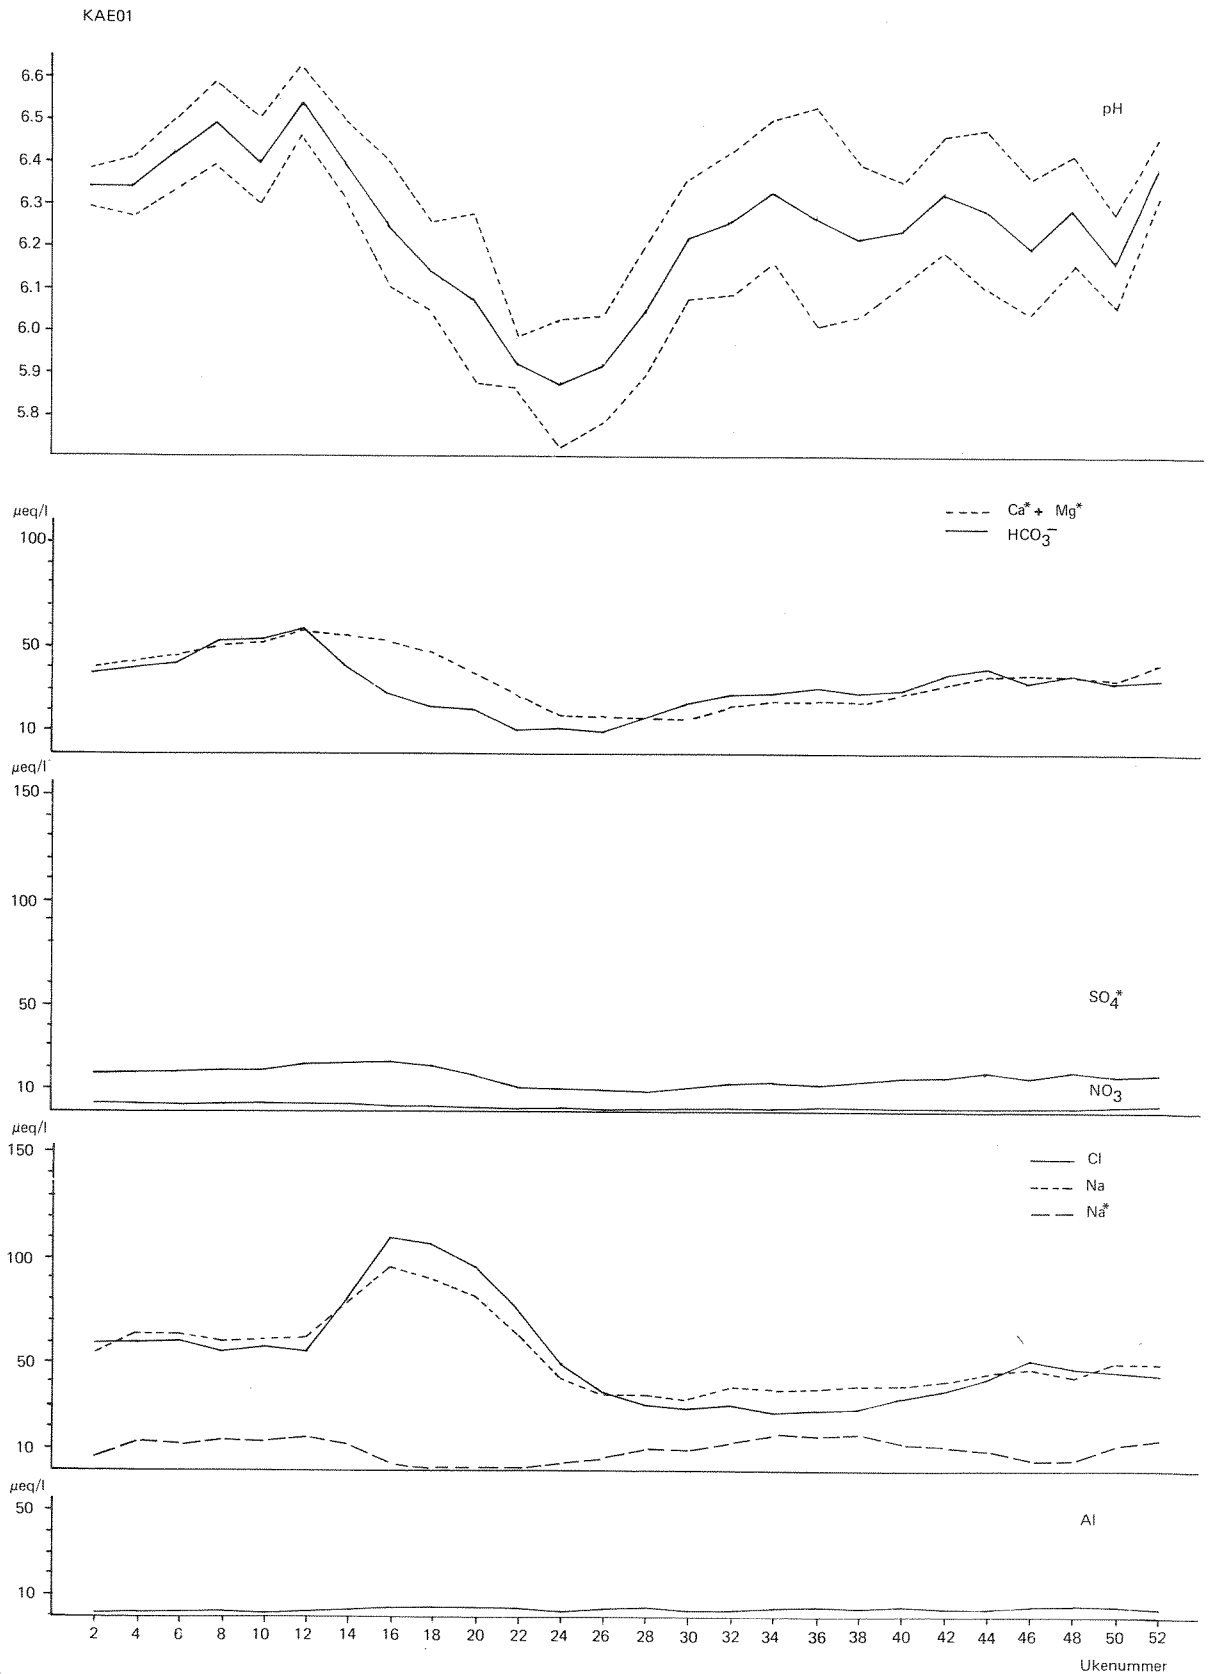 KAE01
pH
6.6
6.5
6.4
6.3
6.2
6.1
6.0
5.9
5.8
µeq/l
Ca* + Mg*
HCO3−
100
50
10
µeq/l
150
100
50
10
SO4*
NO3
µeq/l
150
100
50
10
Cl
Na
Na*
µeq/l
50
10
Al
2 4 6 8 10 12 14 16 18 20 22 24 26 28 30 32 34 36 38 40 42 44 46 48 50 52
Ukenummer